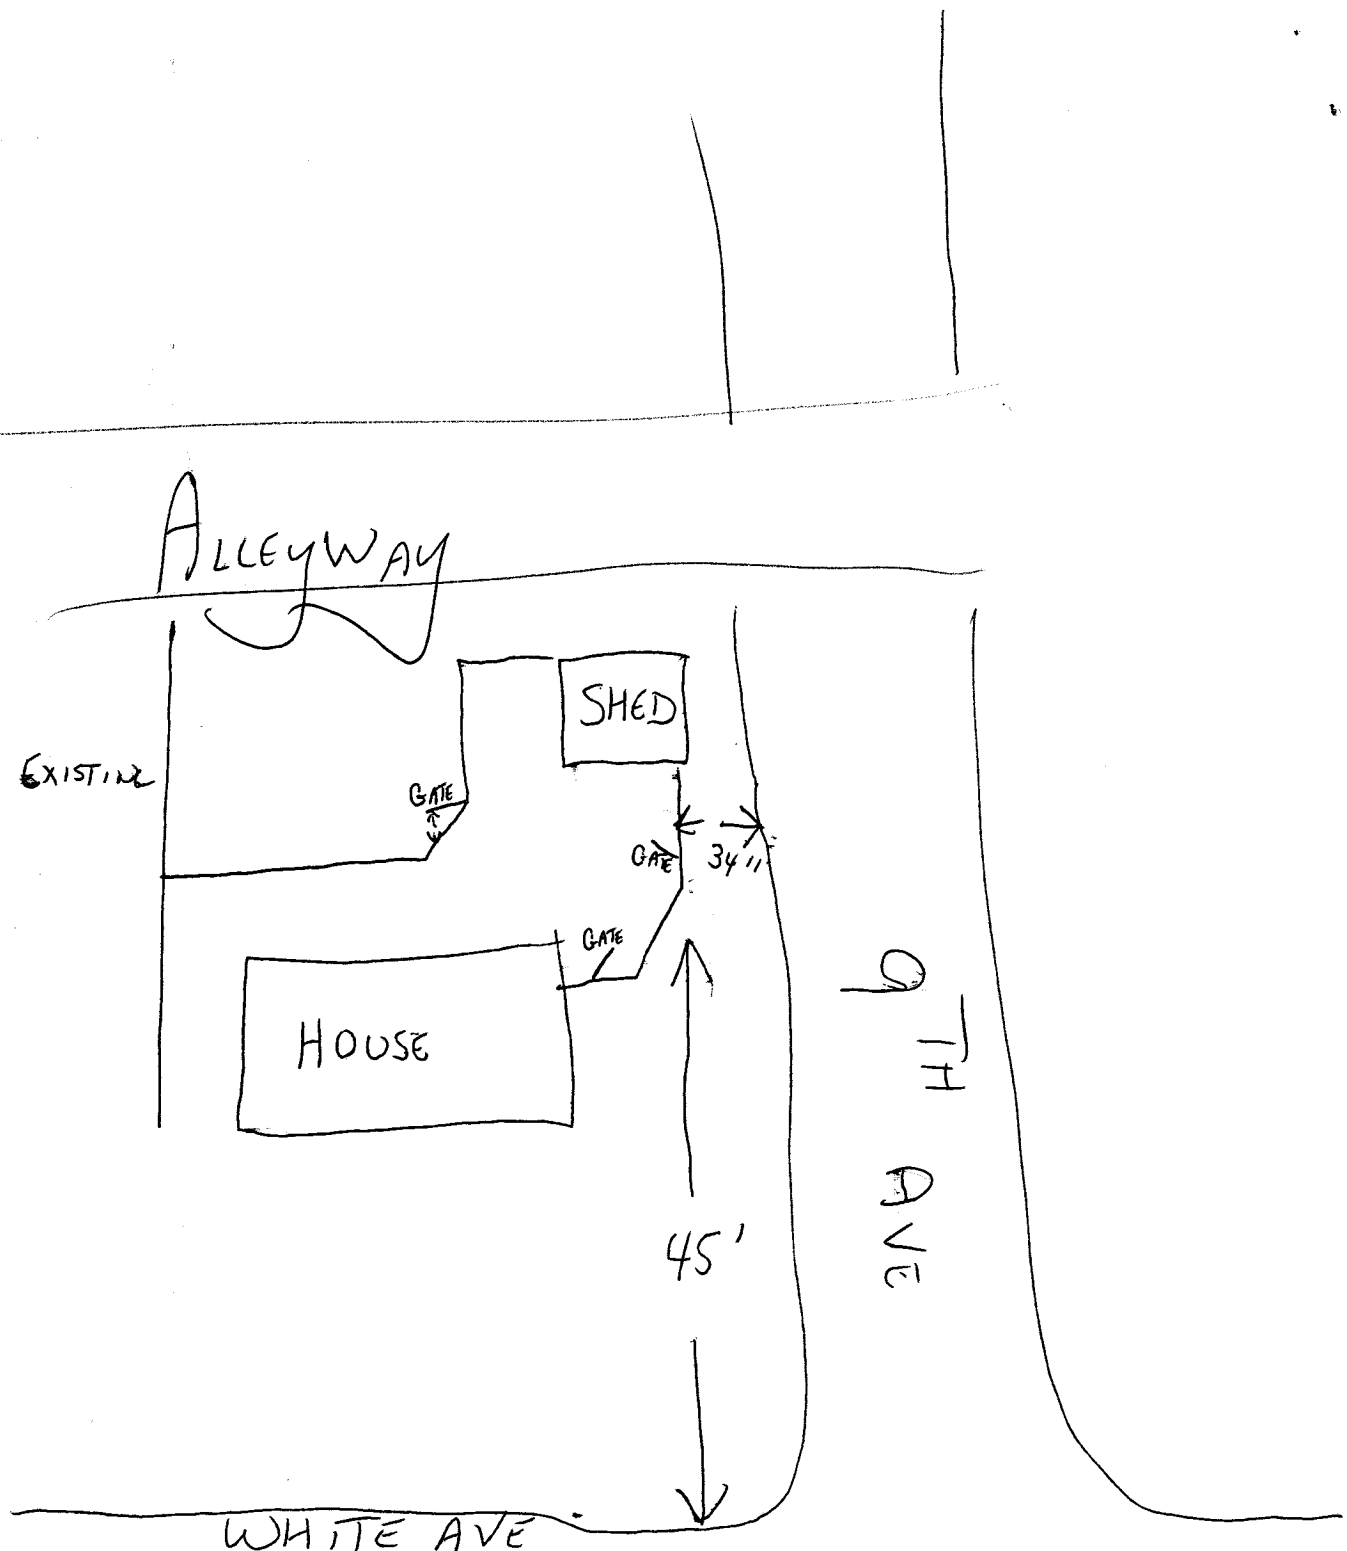 ALLEYWAY
SHED
EXISTING
GATE
GATE
34"
GATE
HOUSE
9TH AVE
45'
WHITE AVE